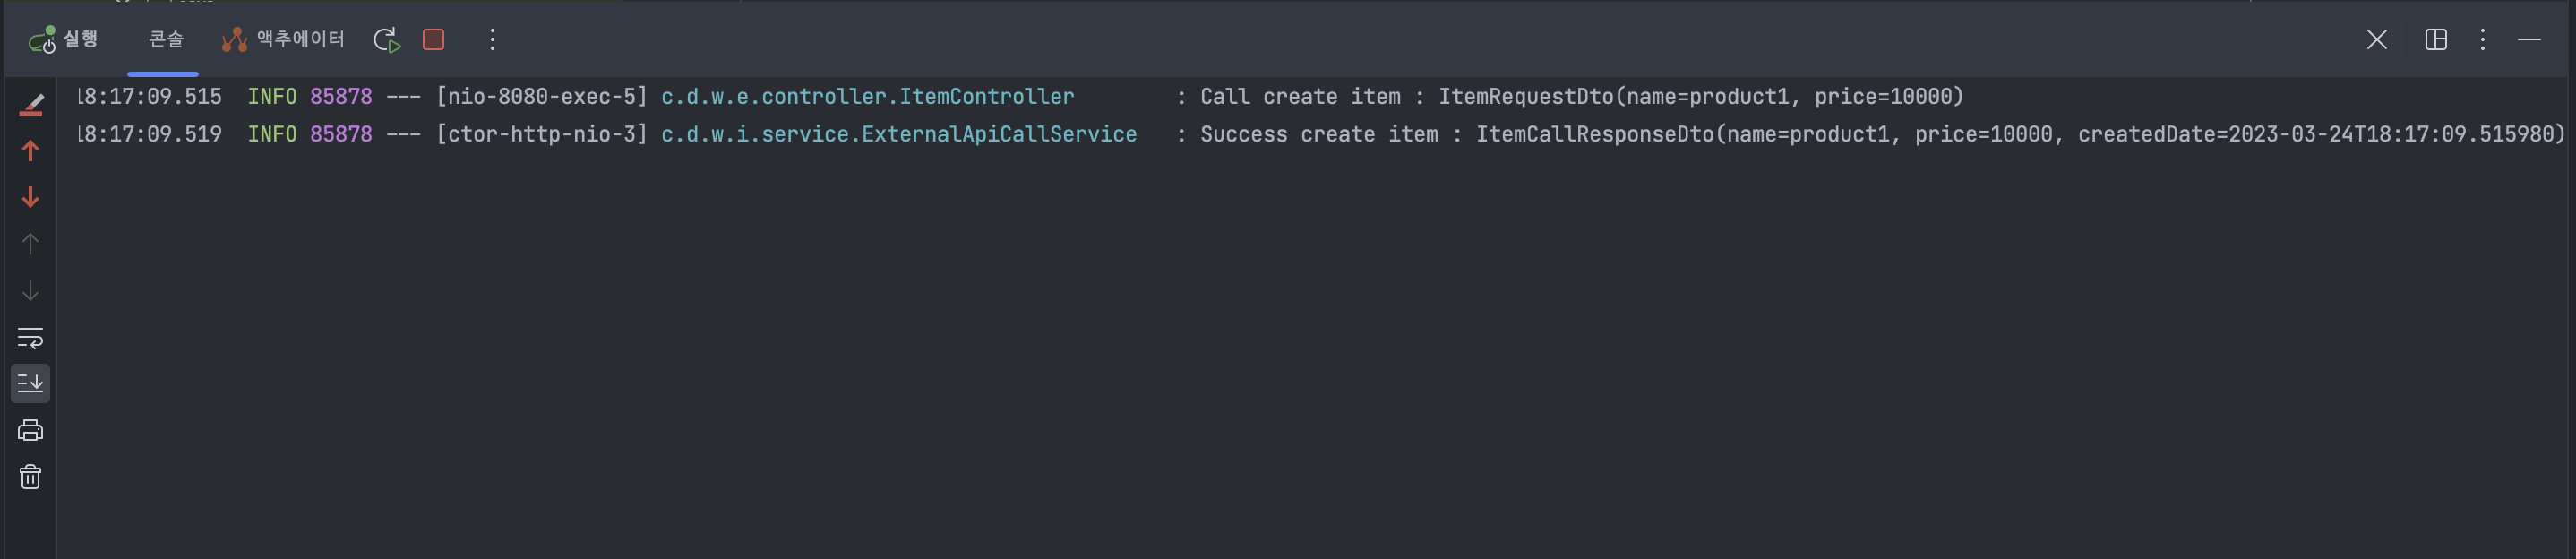 실행 콘솔 액추에이터
18:17:09.515  INFO 85878 --- [nio-8080-exec-5] c.d.w.e.controller.ItemController        : Call create item : ItemRequestDto(name=product1, price=10000)
18:17:09.519  INFO 85878 --- [ctor-http-nio-3] c.d.w.i.service.ExternalApiCallService   : Success create item : ItemCallResponseDto(name=product1, price=10000, createdDate=2023-03-24T18:17:09.515980)